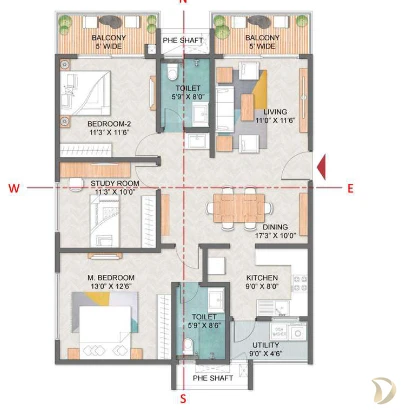 N
BALCONY
5' WIDE
PHE SHAFT
BALCONY
5' WIDE
TOILET
5'9" X 8'0"
LIVING
11'0" X 11'6"
BEDROOM-2
11'3" X 11'6"
STUDY ROOM
11'3" X 10'0"
W
E
DINING
17'3" X 10'0"
M. BEDROOM
13'0" X 12'6"
KITCHEN
9'0" X 8'0"
TOILET
5'9" X 8'0"
UTILITY
9'0" X 4'6"
PHE SHAFT
S